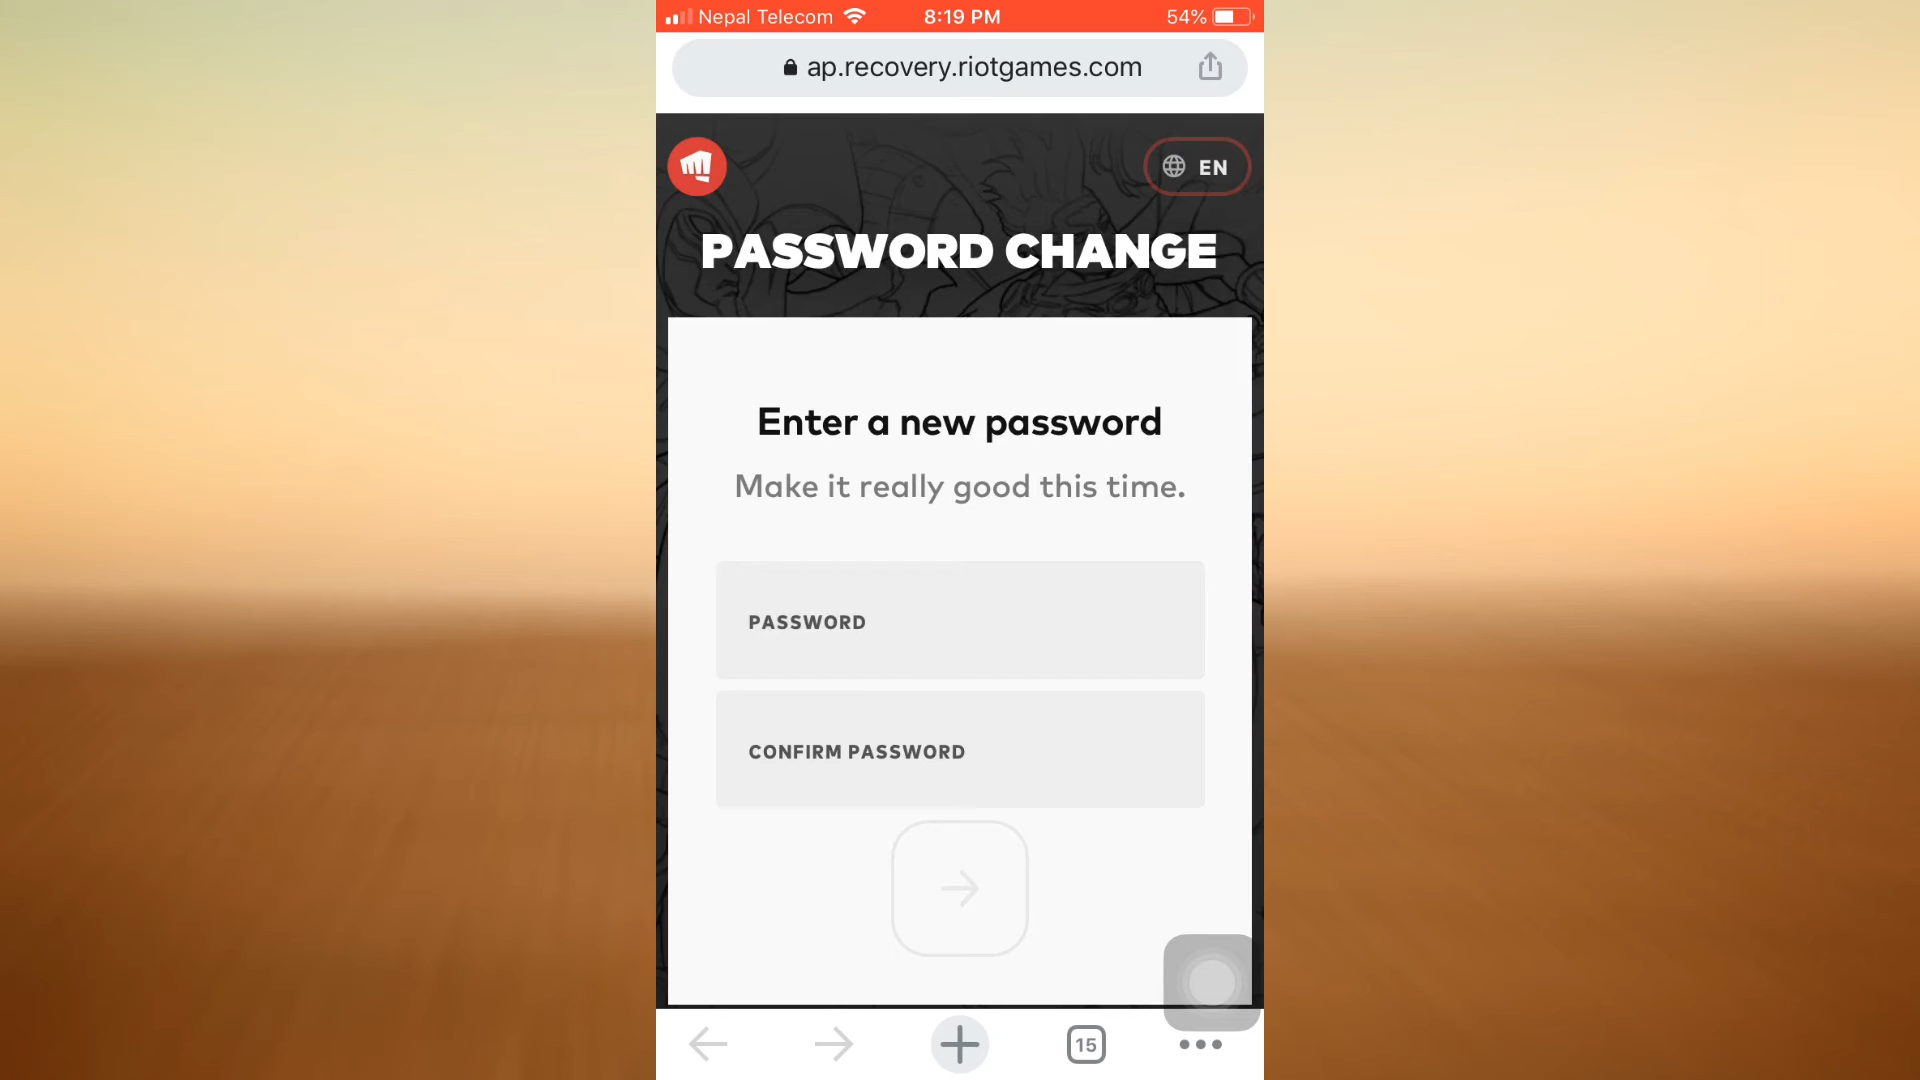 Nepal Telecom 8:19 PM 54%
ap.recovery.riotgames.com
EN
PASSWORD CHANGE
Enter a new password
Make it really good this time.
PASSWORD
CONFIRM PASSWORD
15